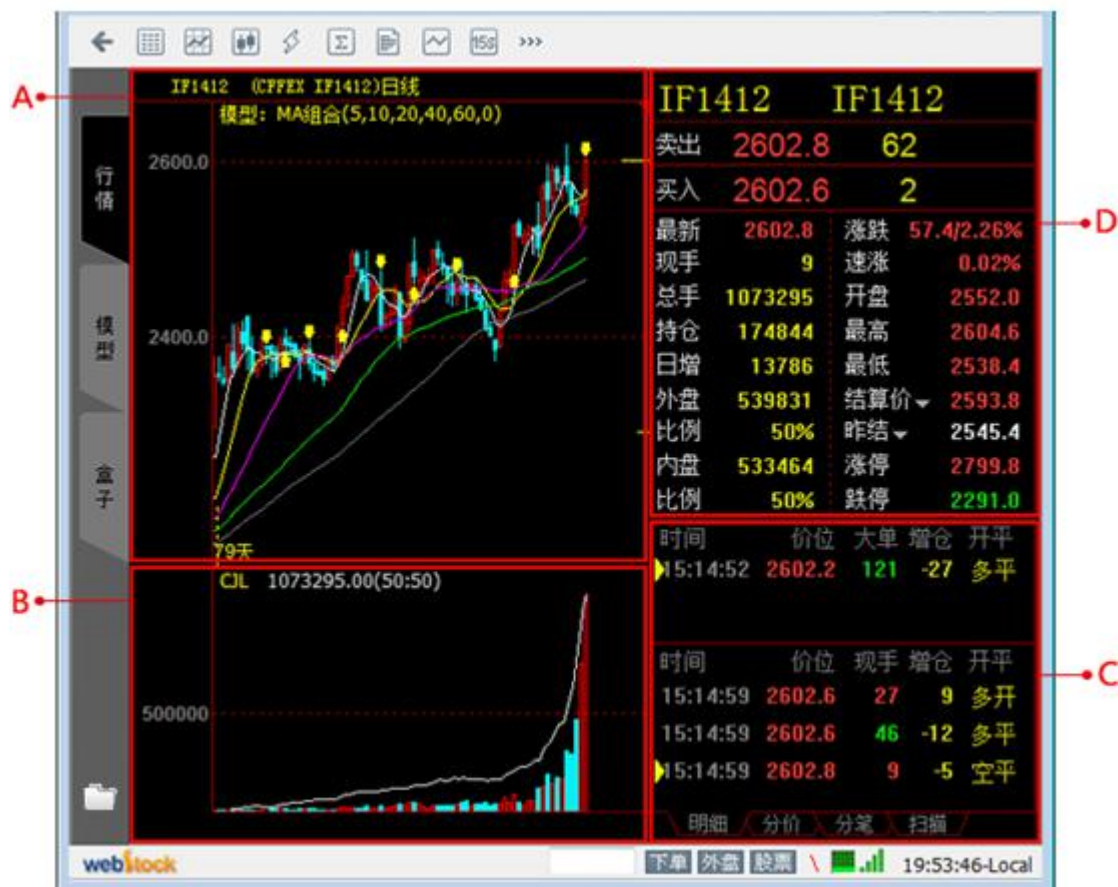 15s >>>
A
IF1412 (CFFEX IF1412)日线
模型：MA组合(5,10,20,40,60,0)
2600.0
2400.0
79天
行情
模型
盒子
B
CJL 1073295.00(50:50)
500000
IF1412 IF1412
卖出 2602.8 62
买入 2602.6 2
D
最新 2602.8 涨跌 57.4/2.26%
现手 9 速涨 0.02%
总手 1073295 开盘 2552.0
持仓 174844 最高 2604.6
日增 13786 最低 2538.4
外盘 539831 结算价 2593.8
比例 50% 昨结 2545.4
内盘 533464 涨停 2799.8
比例 50% 跌停 2291.0
时间 价位 大单 增仓 开平
15:14:52 2602.2 121 -27 多平
时间 价位 现手 增仓 开平
C
15:14:59 2602.6 27 9 多开
15:14:59 2602.6 46 -12 多平
15:14:59 2602.8 9 -5 空平
明细 分价 分笔 扫描
webstock
下单 外盘 股票 19:53:46-Local